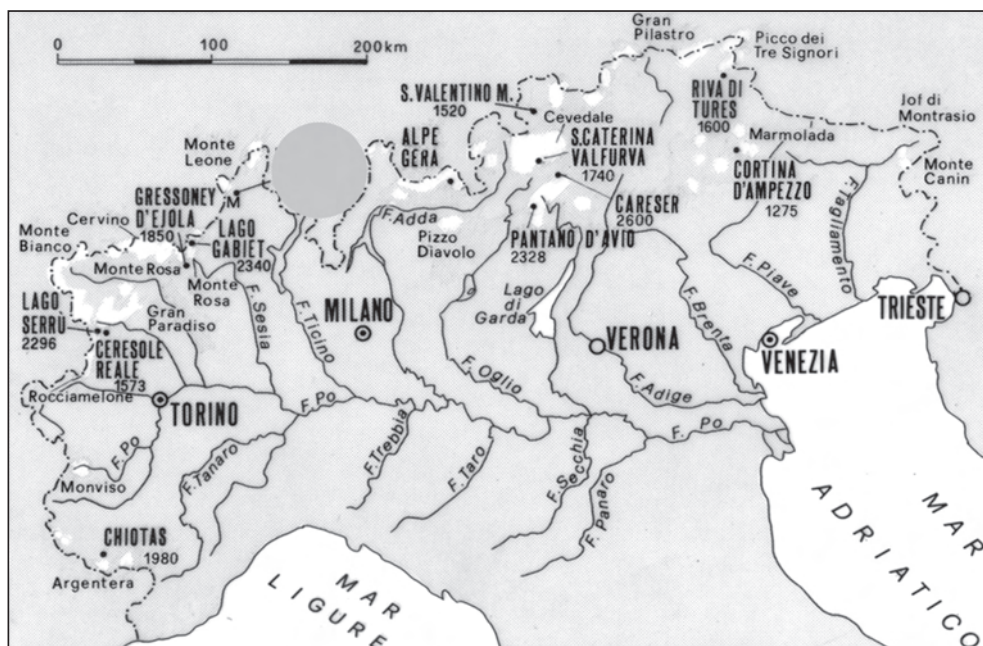 0
100
200 km
Gran
Pilastro
Picco dei
Tre Signori
S. VALENTINO M.
1520
RIVA DI
TURES
1600
Jof di
Montrasio
Cevedale
Marmolada
Monte
Leone
ALPE
GERA
S.CATERINA
VALFURVA
1740
CORTINA
D'AMPEZZO
1275
Monte
Canin
GRESSONEY
D'EJOLA
1850
M
LAGO
GABIET
2340
F. Adda
Pizzo
Diavolo
CARESER
2600
PANTANO D'AVIO
2328
F. Tagliamento
Cervino
Monte
Bianco
Monte Rosa
Monte
Rosa
Lago
di
Garda
F. Piave
LAGO
SERRÙ
2296
Gran
Paradiso
CERESOLE
REALE
1573
F. Sesia
F. Ticino
MILANO
VERONA
F. Brenta
VENEZIA
TRIESTE
Rocciamelone
TORINO
F. Po
F. Oglio
F. Adige
F. Po
F. Po
Monviso
F. Tanaro
F. Trebbia
F. Taro
F. Secchia
F. Panaro
CHIOTAS
1980
Argentera
MAR
LIGURE
MAR
ADRIATICO